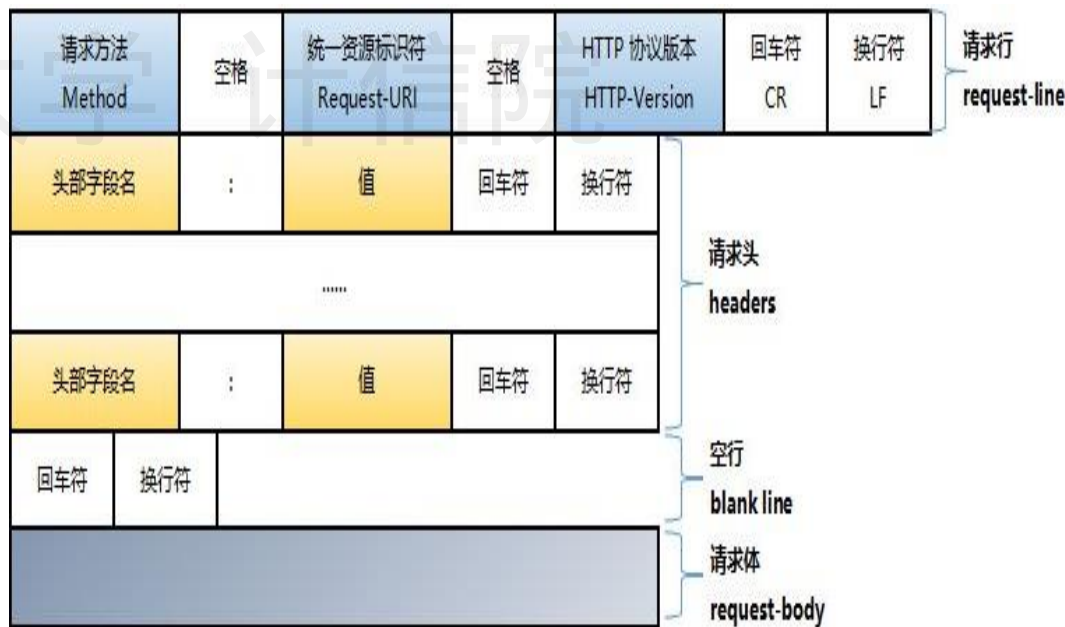 请求方法 空格 统一资源标识符 空格 HTTP 协议版本 回车符 换行符 请求行
Method Request-URI HTTP-Version CR LF request-line
头部字段名 : 值 回车符 换行符
......
请求头
headers
头部字段名 : 值 回车符 换行符
回车符 换行符
空行
blank line
请求体
request-body
学 计信院